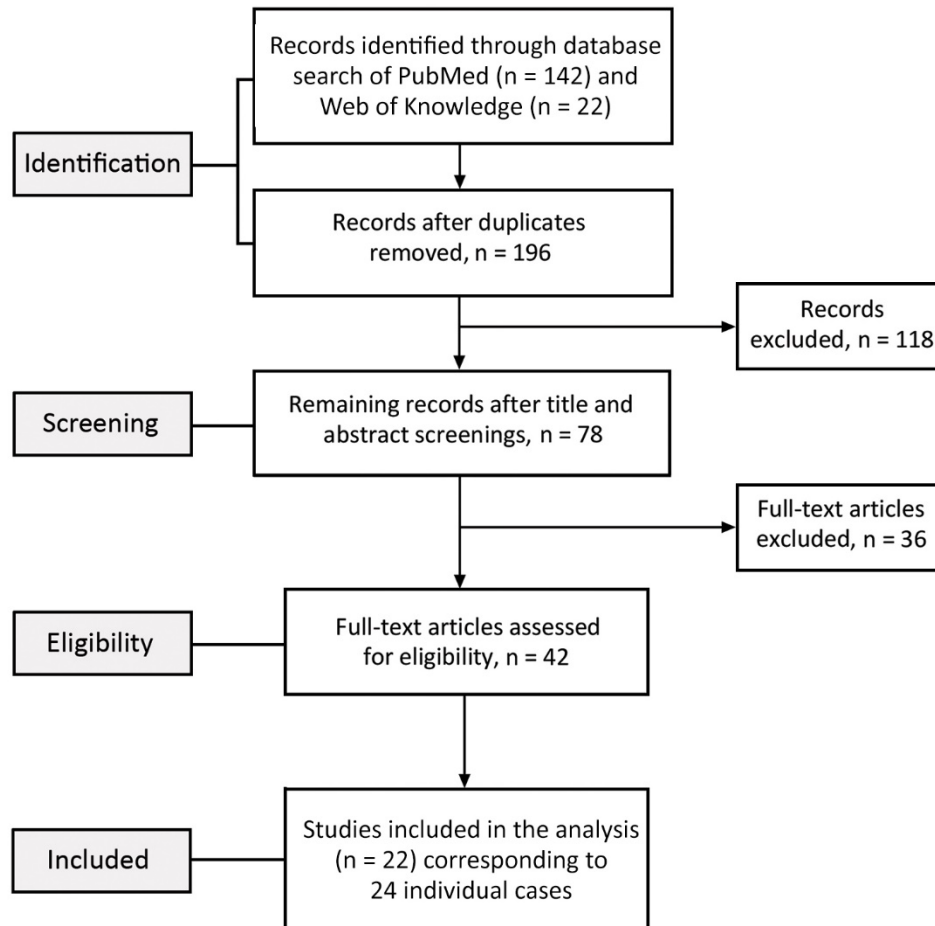 Records identified through database
search of PubMed (n = 142) and
Web of Knowledge (n = 22)
Identification
Records after duplicates
removed, n = 196
Records
excluded, n = 118
Remaining records after title and
abstract screenings, n = 78
Screening
Full-text articles
excluded, n = 36
Full-text articles assessed
for eligibility, n = 42
Eligibility
Studies included in the analysis
(n = 22) corresponding to
24 individual cases
Included